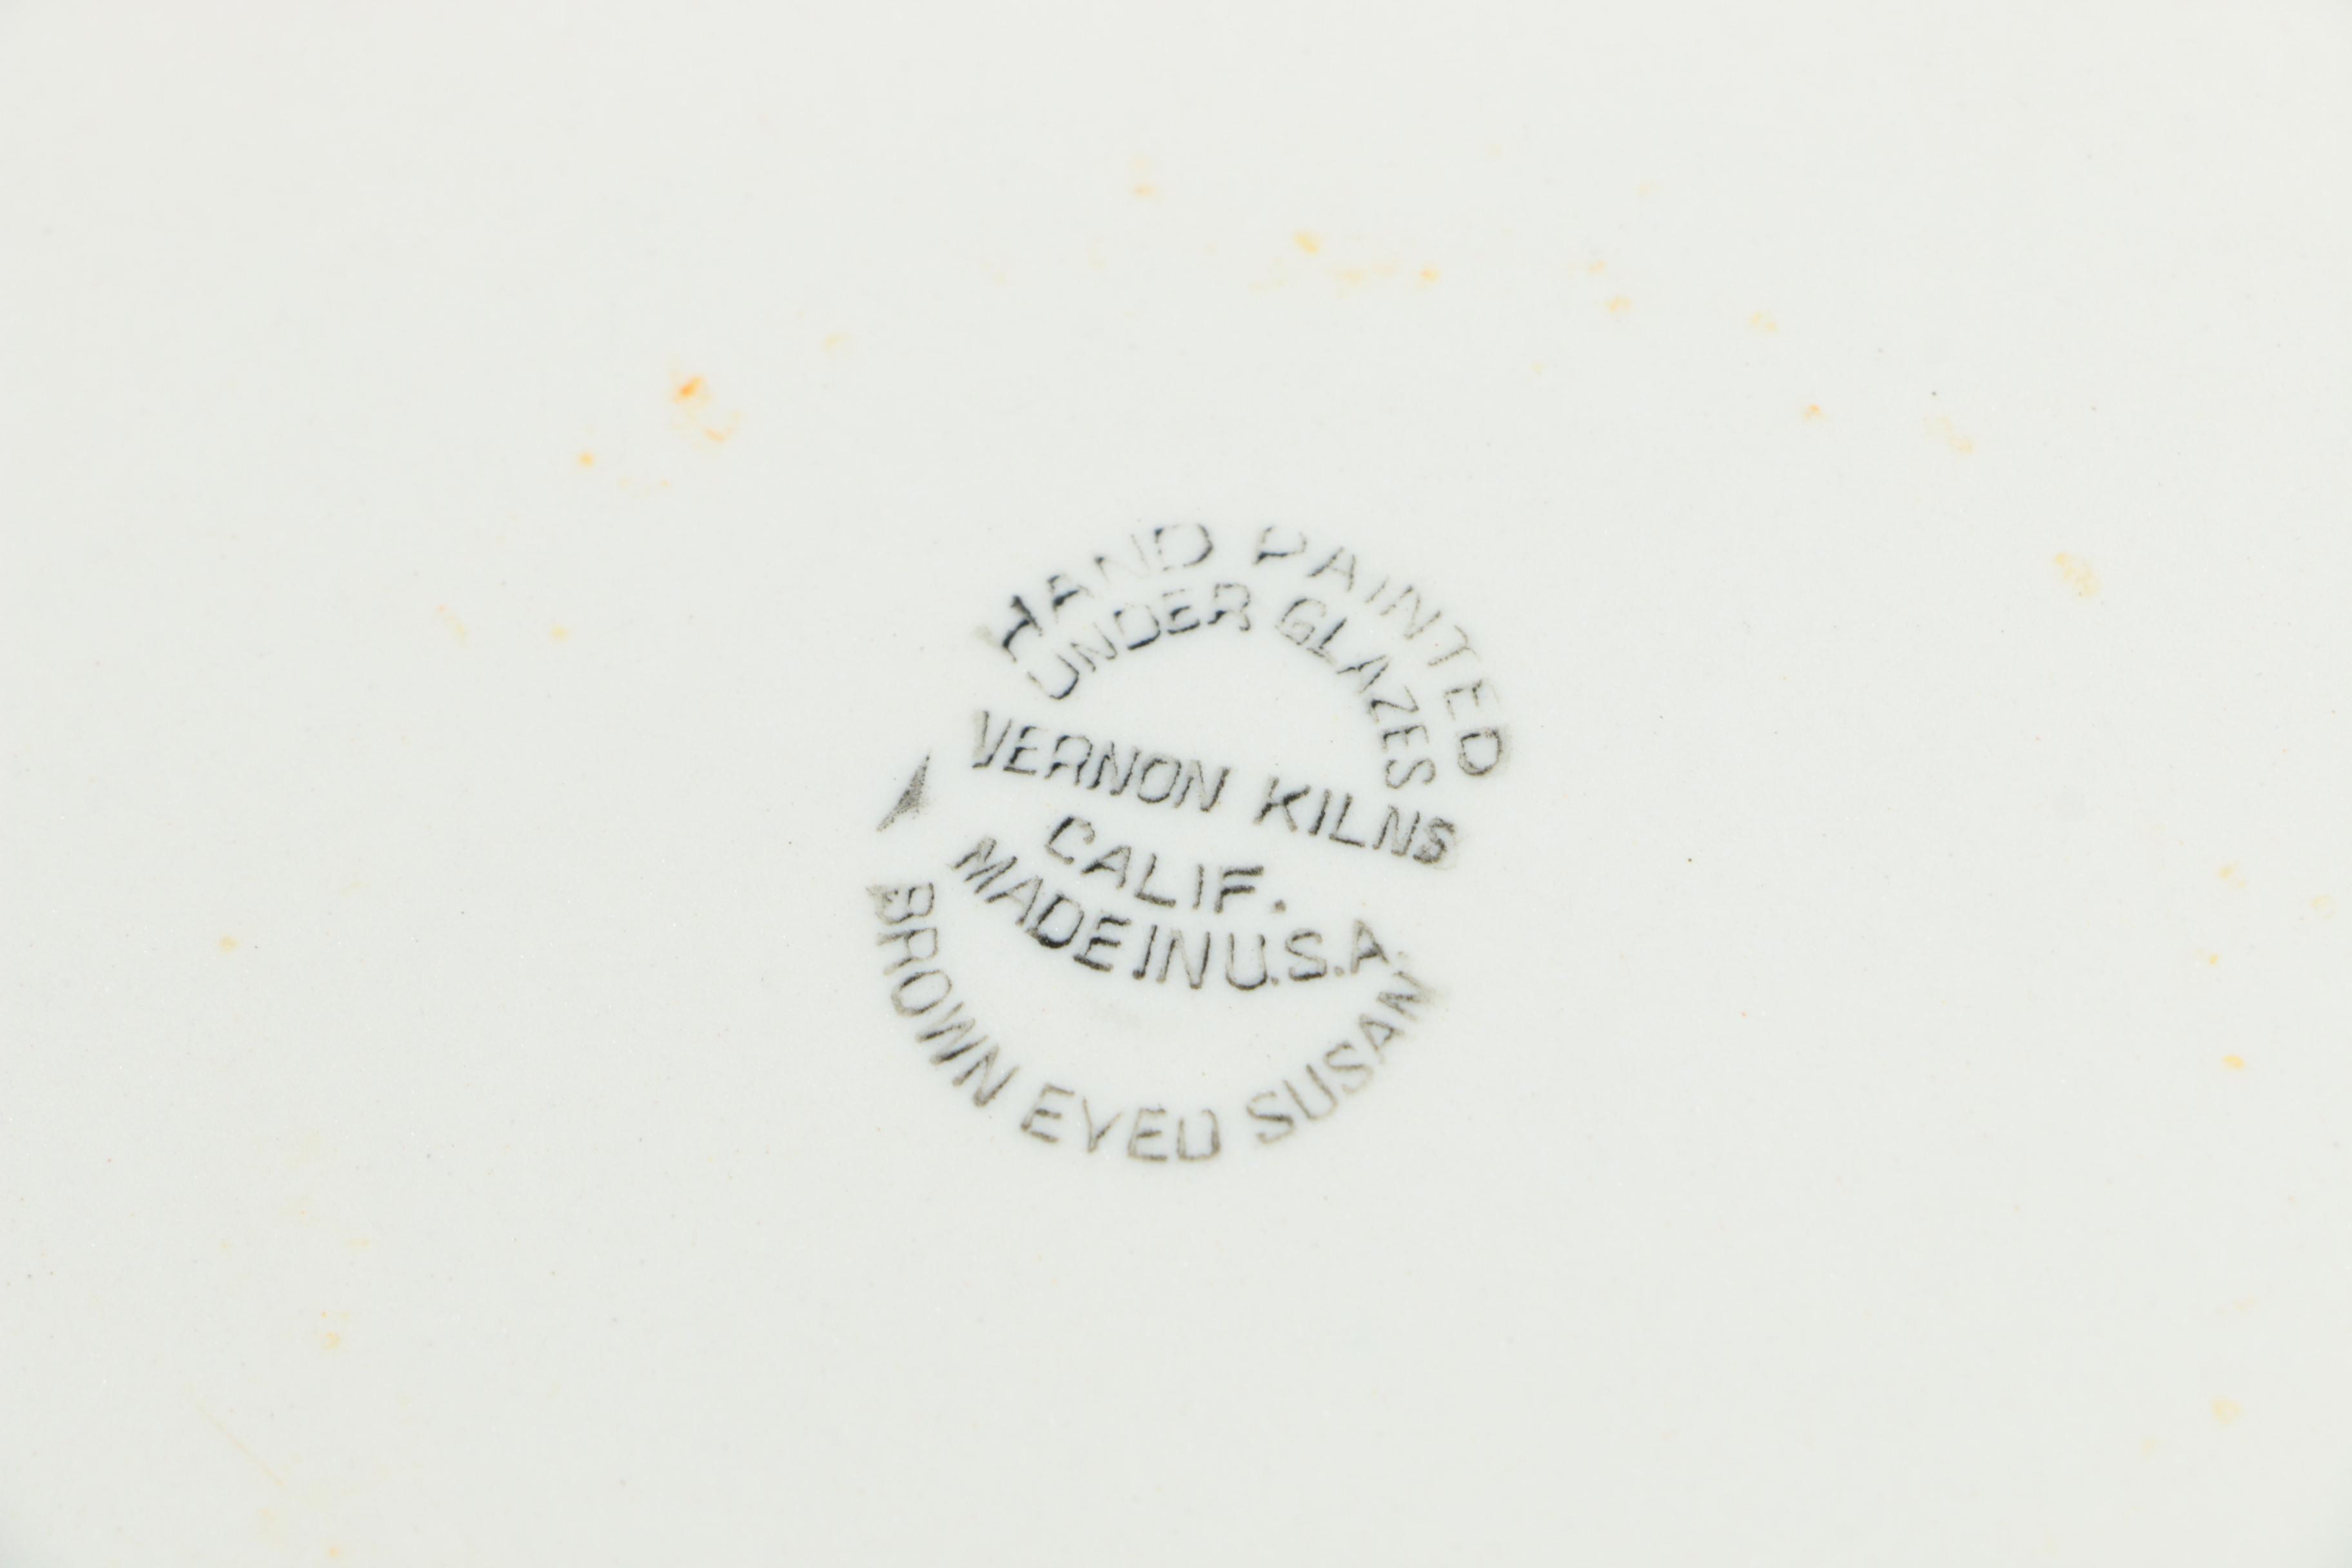 HAND PAINTED
UNDER GLAZES
VERNON KILNS
CALIF.
MADE IN U.S.A.
BROWN EYED SUSAN